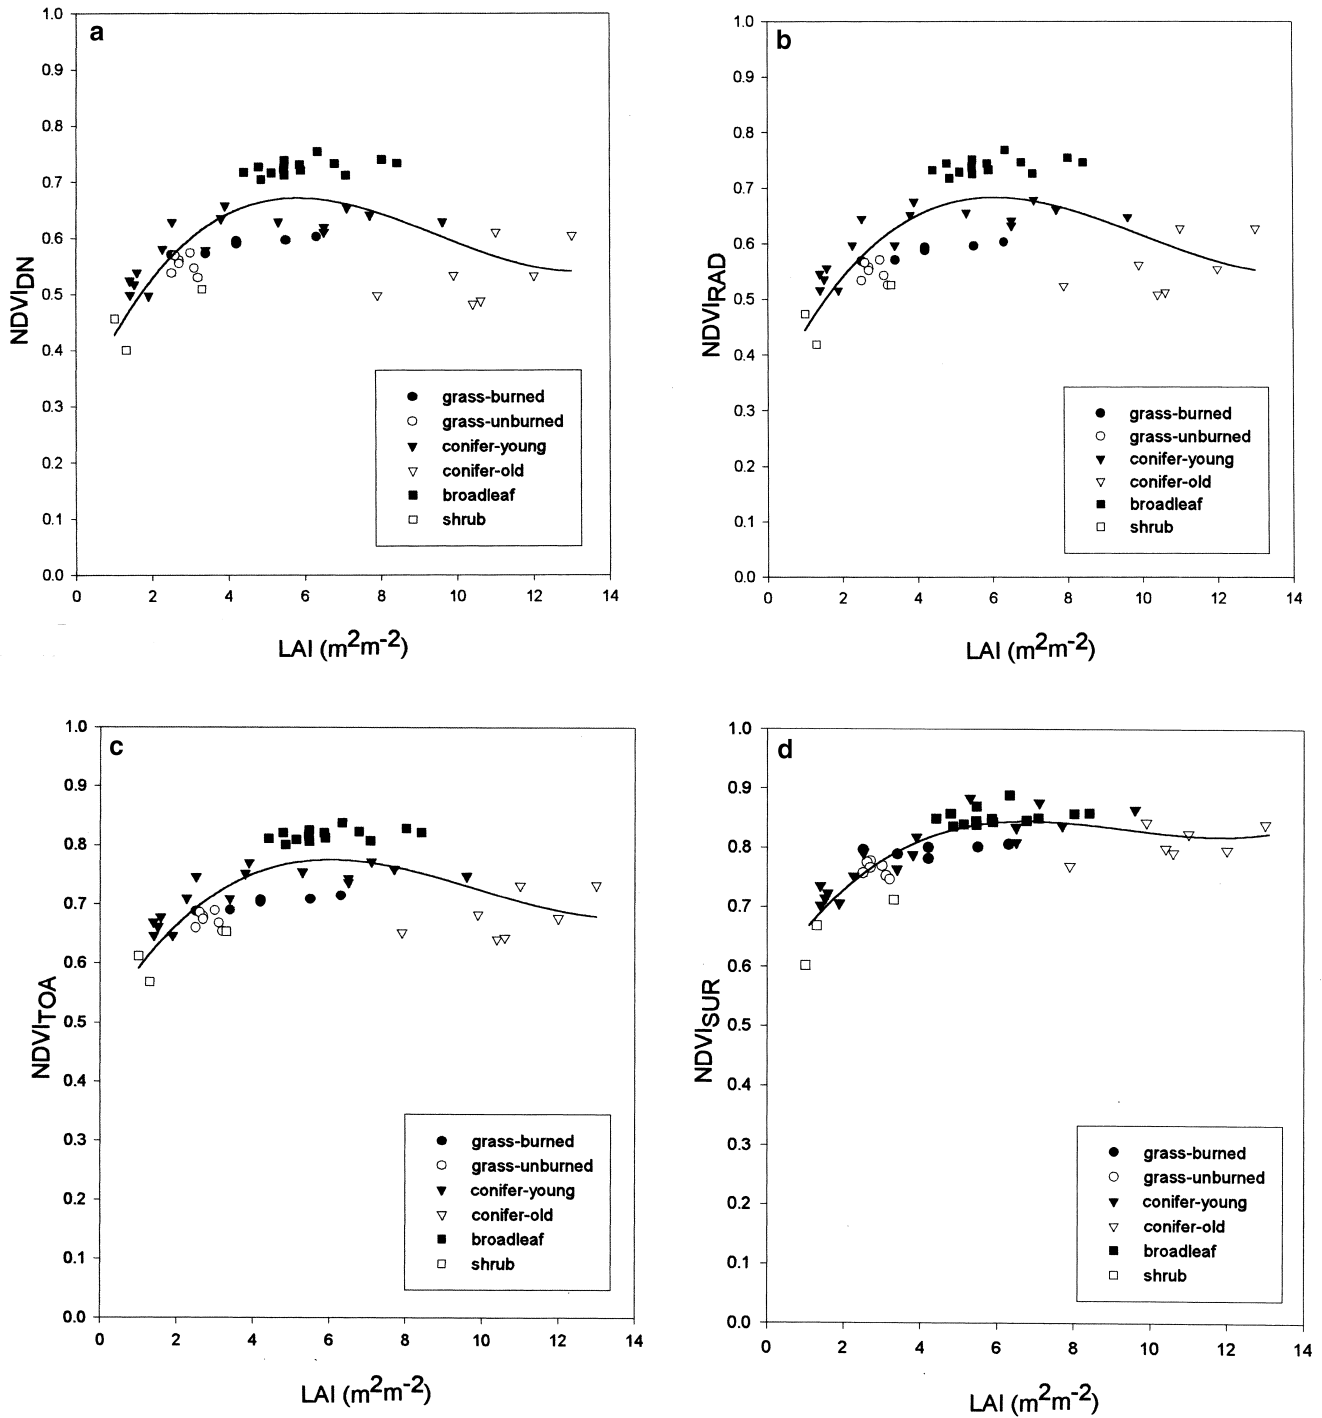 a
1.0
0.9
0.8
0.7
0.6
0.5
0.4
0.3
0.2
0.1
0.0
NDVIDN
grass-burned
grass-unburned
conifer-young
conifer-old
broadleaf
shrub
0 2 4 6 8 10 12 14
LAI (m2m-2)
b
1.0
0.9
0.8
0.7
0.6
0.5
0.4
0.3
0.2
0.1
0.0
NDVIRAD
grass-burned
grass-unburned
conifer-young
conifer-old
broadleaf
shrub
0 2 4 6 8 10 12 14
LAI (m2m-2)
c
1.0
0.9
0.8
0.7
0.6
0.5
0.4
0.3
0.2
0.1
0.0
NDVITOA
grass-burned
grass-unburned
conifer-young
conifer-old
broadleaf
shrub
0 2 4 6 8 10 12 14
LAI (m2m-2)
d
1.0
0.9
0.8
0.7
0.6
0.5
0.4
0.3
0.2
0.1
0.0
NDVISUR
grass-burned
grass-unburned
conifer-young
conifer-old
broadleaf
shrub
0 2 4 6 8 10 12 14
LAI (m2m-2)